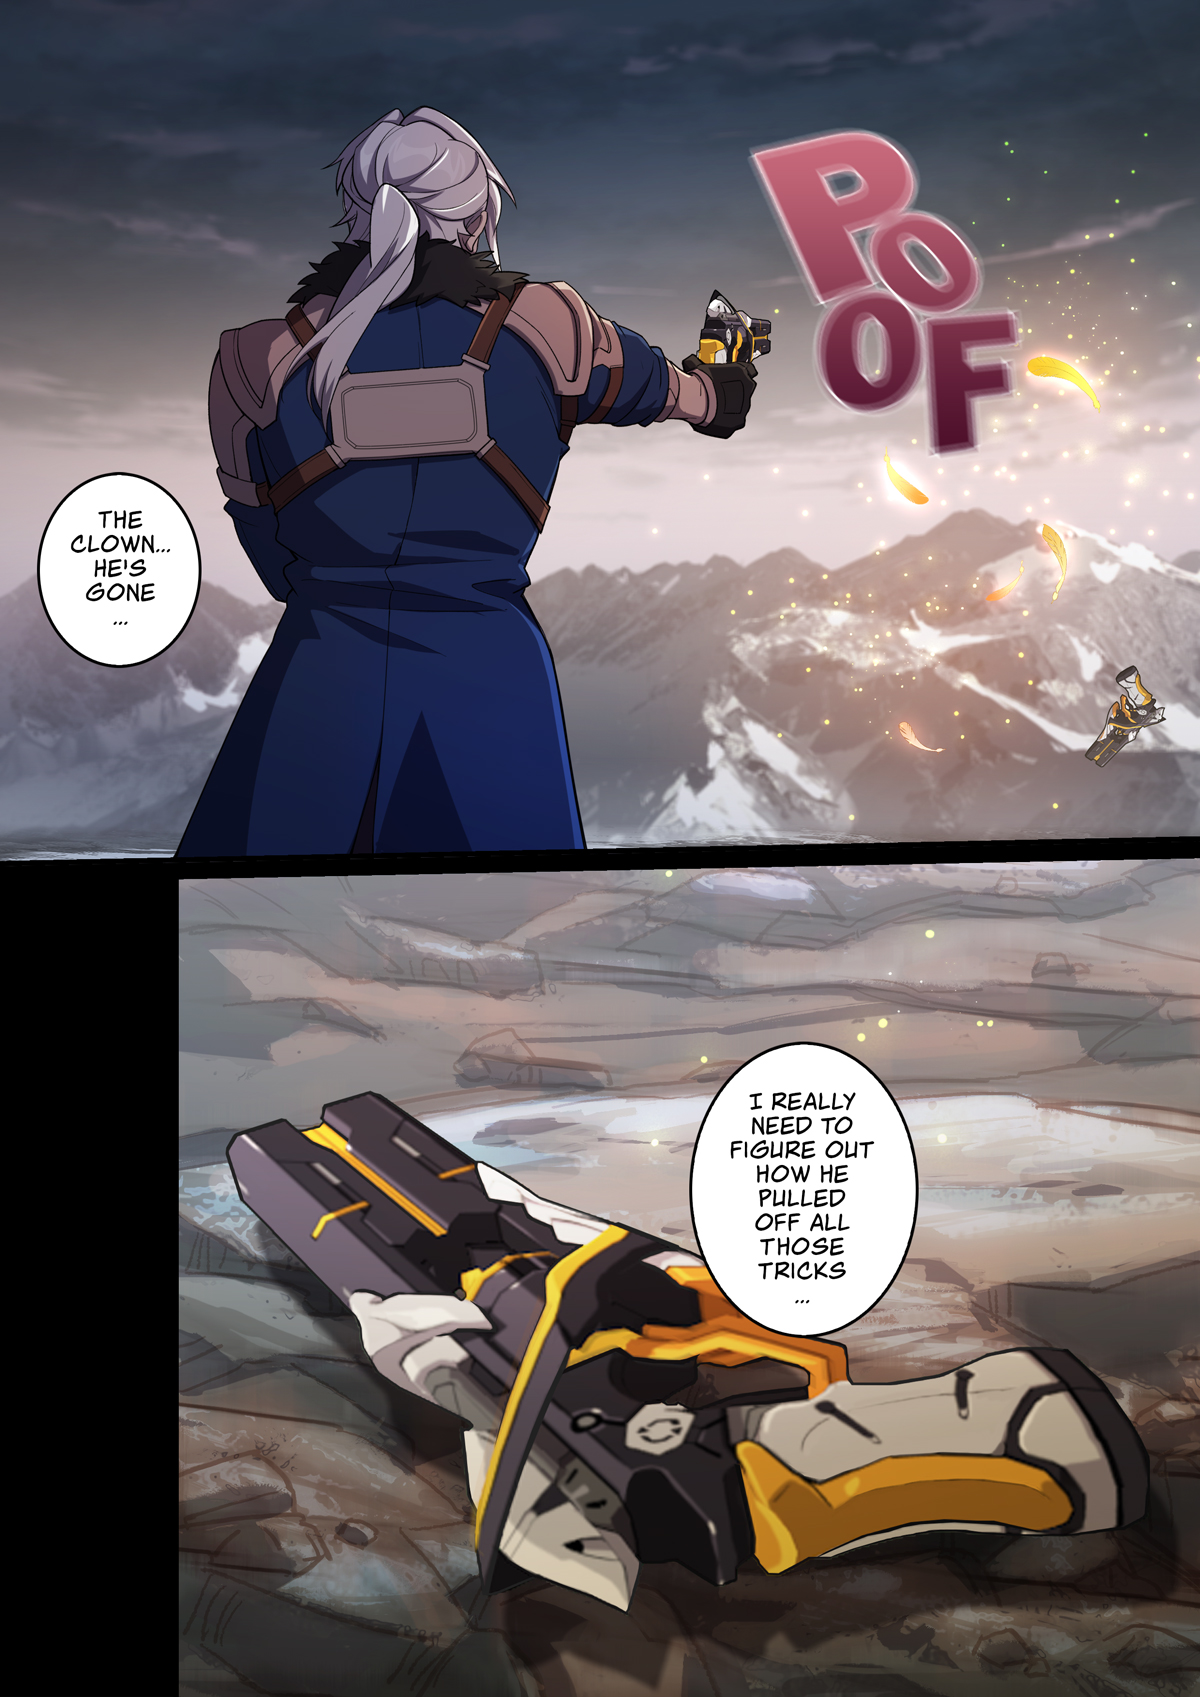 POOF
THE
CLOWN...
HE'S
GONE
...
I REALLY
NEED TO
FIGURE OUT
HOW HE
PULLED
OFF ALL
THOSE
TRICKS
...